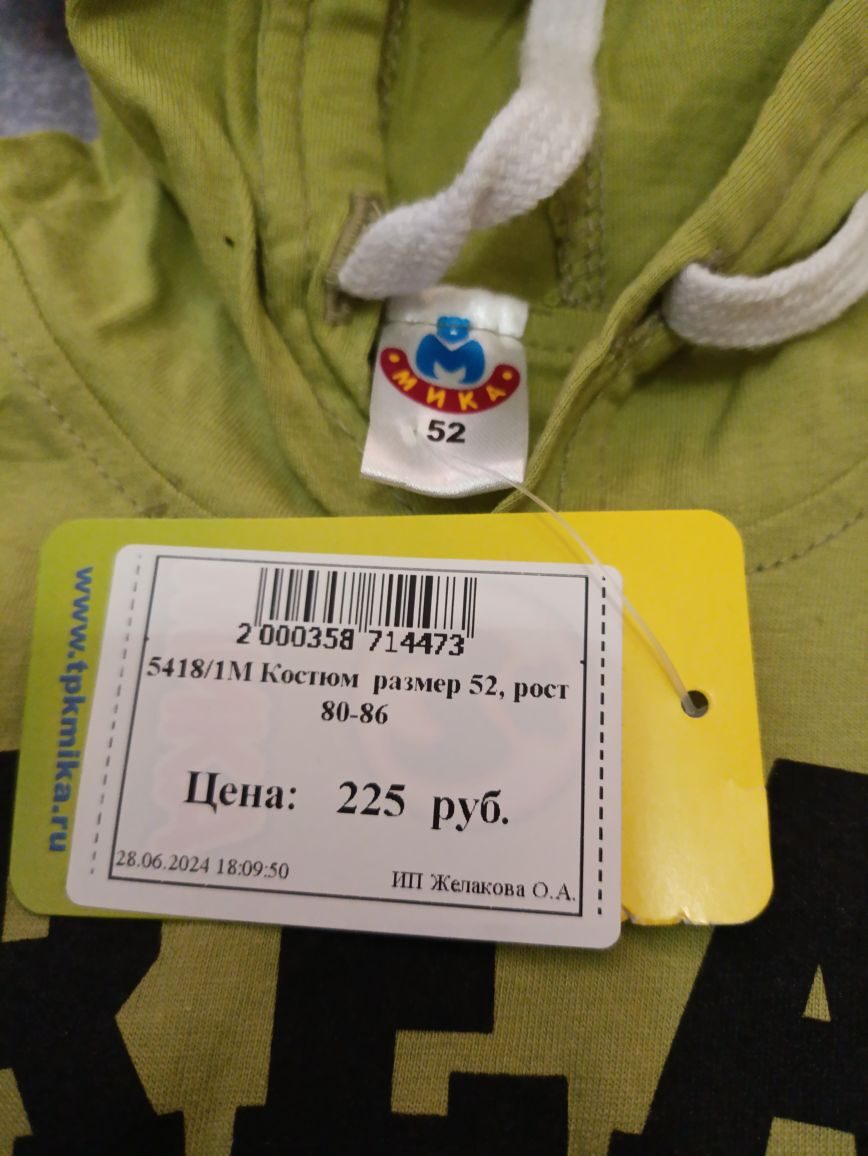 М
МИКА
52
www.tpkmika.ru
2 000358 714473
5418/1М Костюм размер 52, рост
80-86
Цена: 225 руб.
28.06.2024 18:09:50
ИП Желакова О.А.